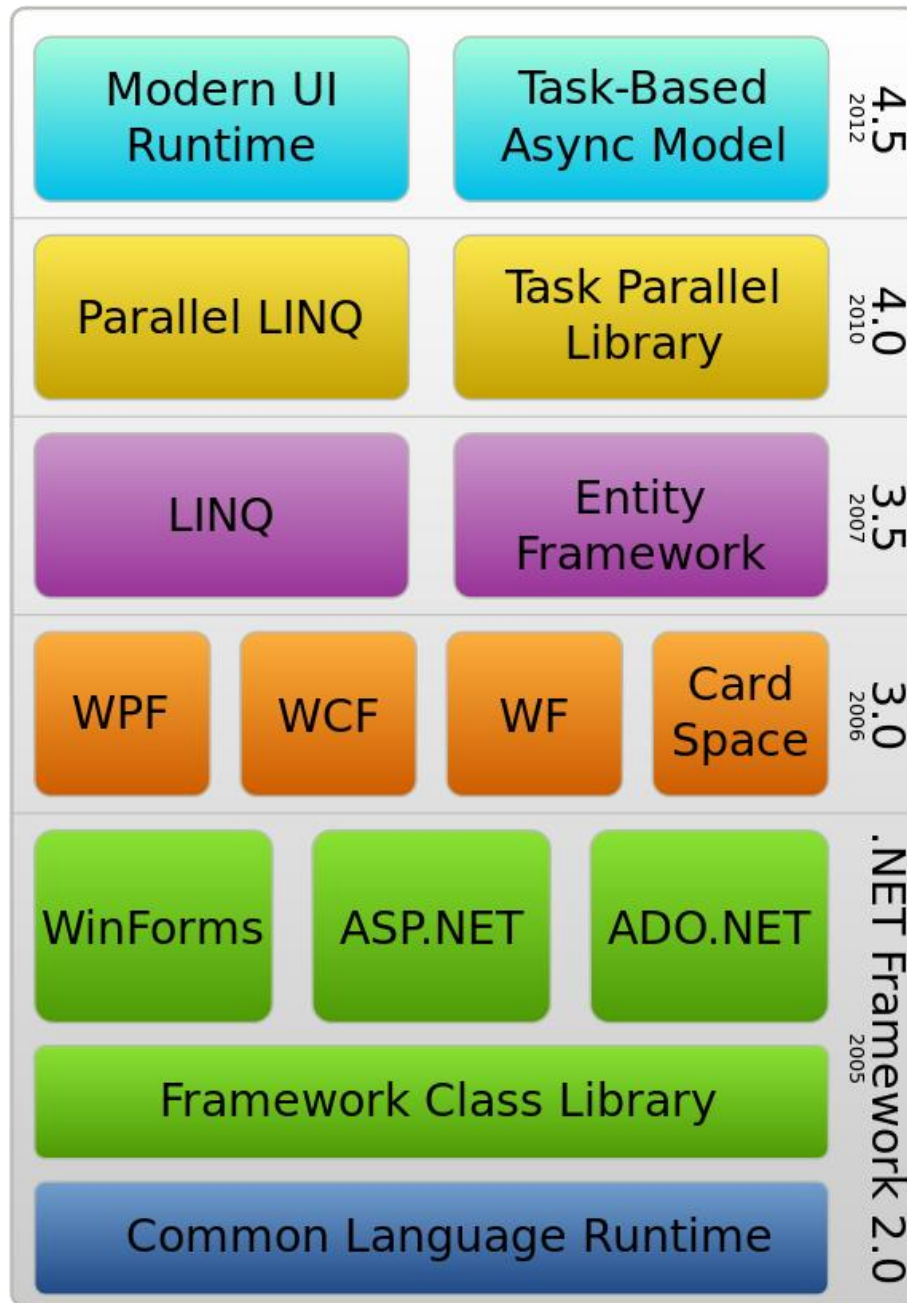 Modern UI
Runtime
Task-Based
Async Model
4.5
2012
Parallel LINQ
Task Parallel
Library
4.0
2010
LINQ
Entity
Framework
3.5
2007
WPF
WCF
WF
Card
Space
3.0
2006
WinForms
ASP.NET
ADO.NET
Framework Class Library
Common Language Runtime
.NET Framework 2.0
2005